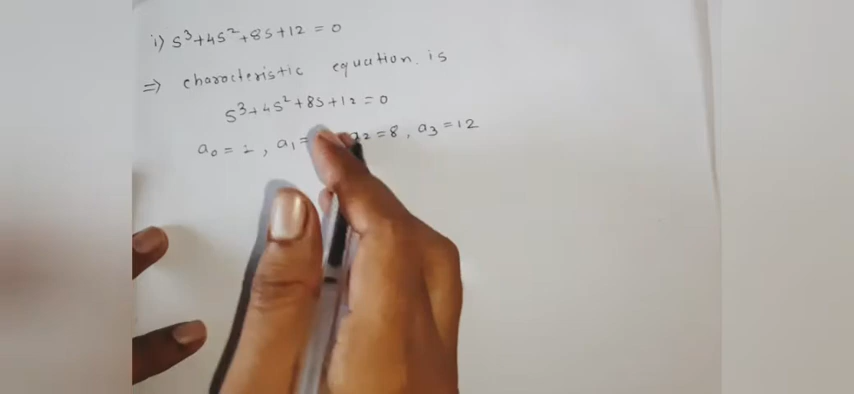 i) s³+4s²+8s+12 = 0
⇒ characteristic equation is
s³+4s²+8s+12 = 0
a₀ = 1, a₁ = a₂ = 8, a₃ = 12